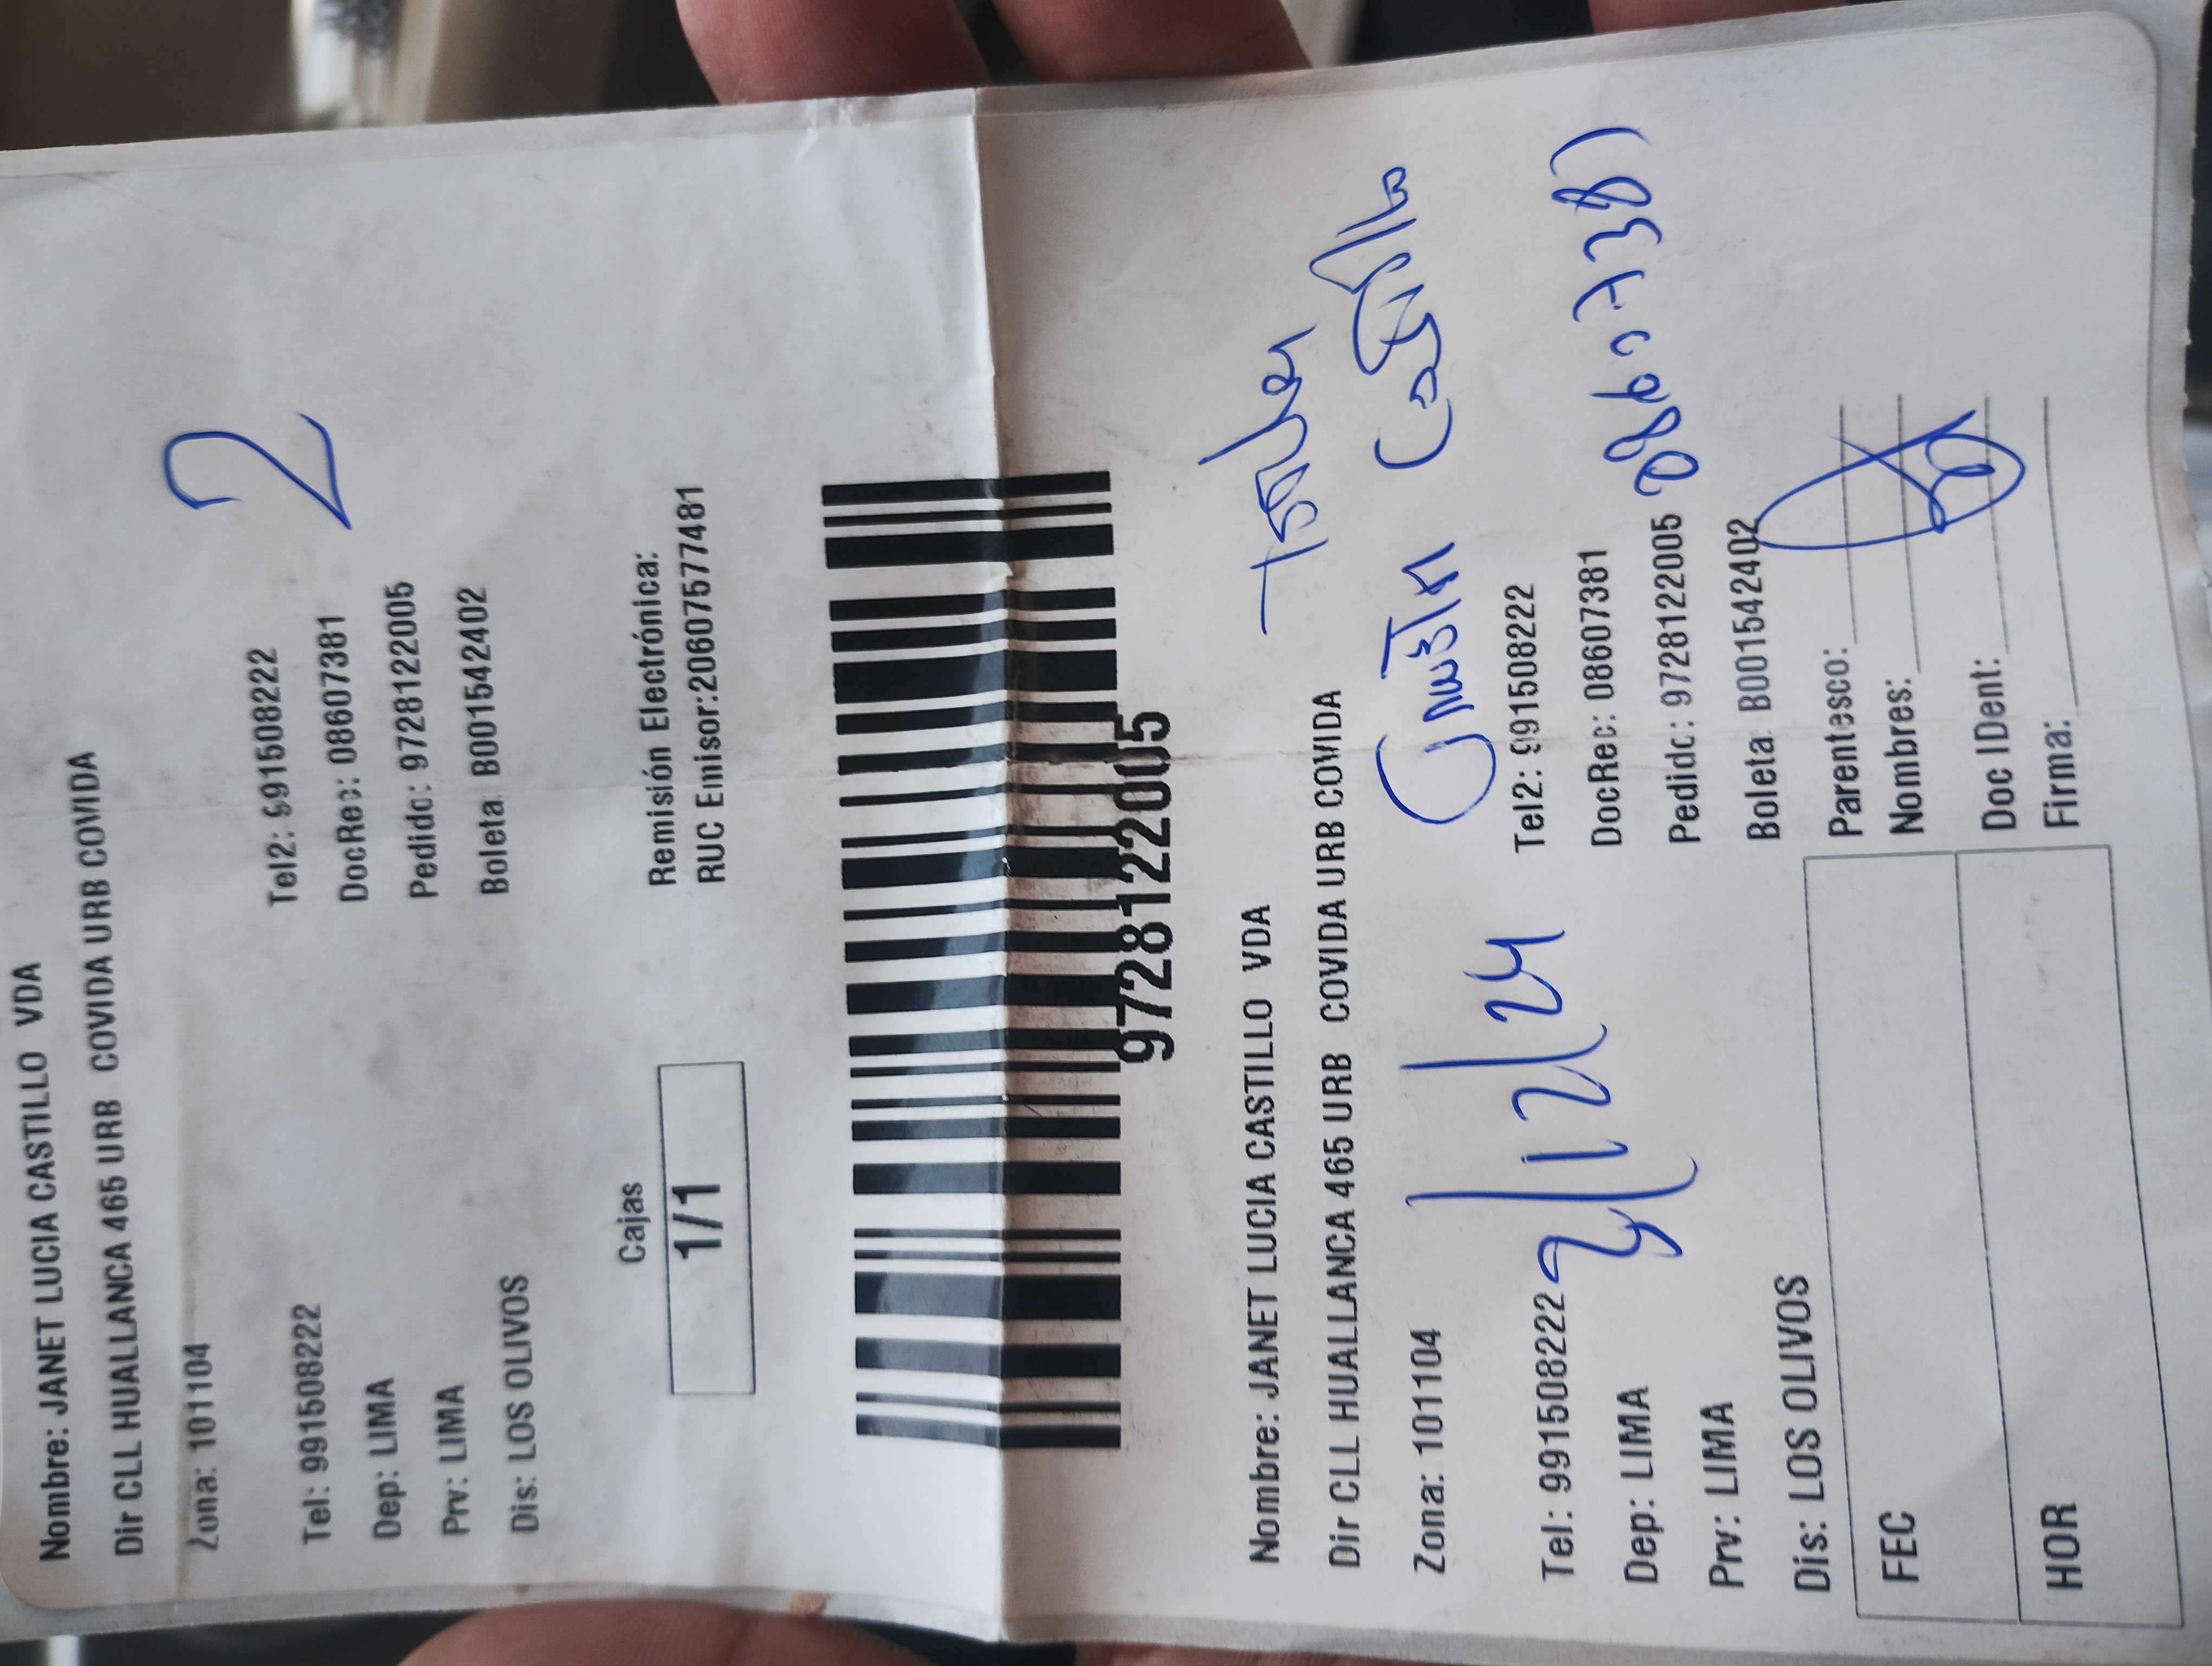 Nombre: JANET LUCIA CASTILLO VDA
Dir CLL HUALLANCA 465 URB COVIDA URB COVIDA
Zona: 101104
2
Tel: 991508222 Tel2: 991508222
Dep: LIMA DocRec: 08607381
Prv: LIMA Pedido: 9728122005
Dis: LOS OLIVOS Boleta: B001542402
Cajas
1/1
Remisión Electrónica:
RUC Emisor:20607577481
9728122005
Nombre: JANET LUCIA CASTILLO VDA
Dir CLL HUALLANCA 465 URB COVIDA URB COVIDA
Castillo
Zona: 101104
Tel: 991508222 Tel2: 991508222
/12/24
Dep: LIMA DocRec: 08607381
08607381
Prv: LIMA Pedido: 9728122005
Dis: LOS OLIVOS Boleta: B001542402
FEC
HOR
Parentesco:
Nombres:
Doc IDent:
Firma: